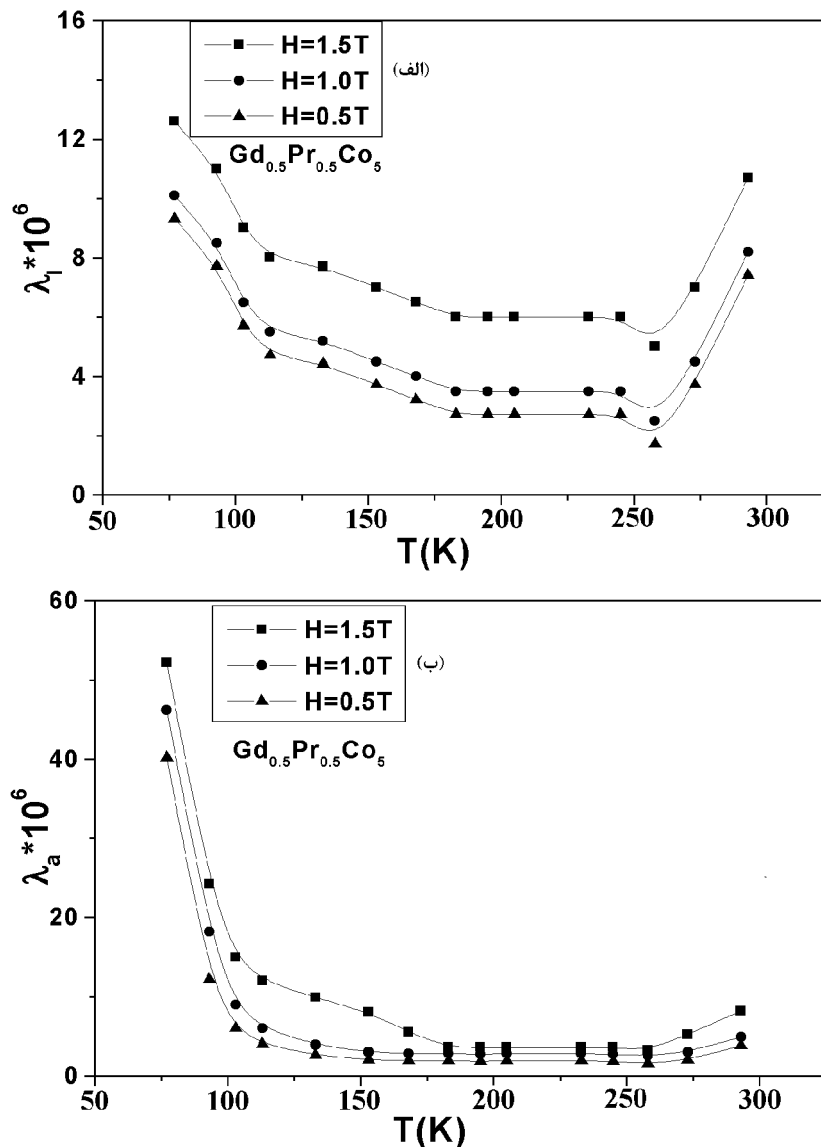 16
12
8
4
0
λl*10^6
H=1.5T
H=1.0T
H=0.5T
(الف)
Gd0.5Pr0.5Co5
50 100 150 200 250 300
T(K)
60
40
20
0
λa*10^6
H=1.5T
H=1.0T
H=0.5T
(ب)
Gd0.5Pr0.5Co5
50 100 150 200 250 300
T(K)